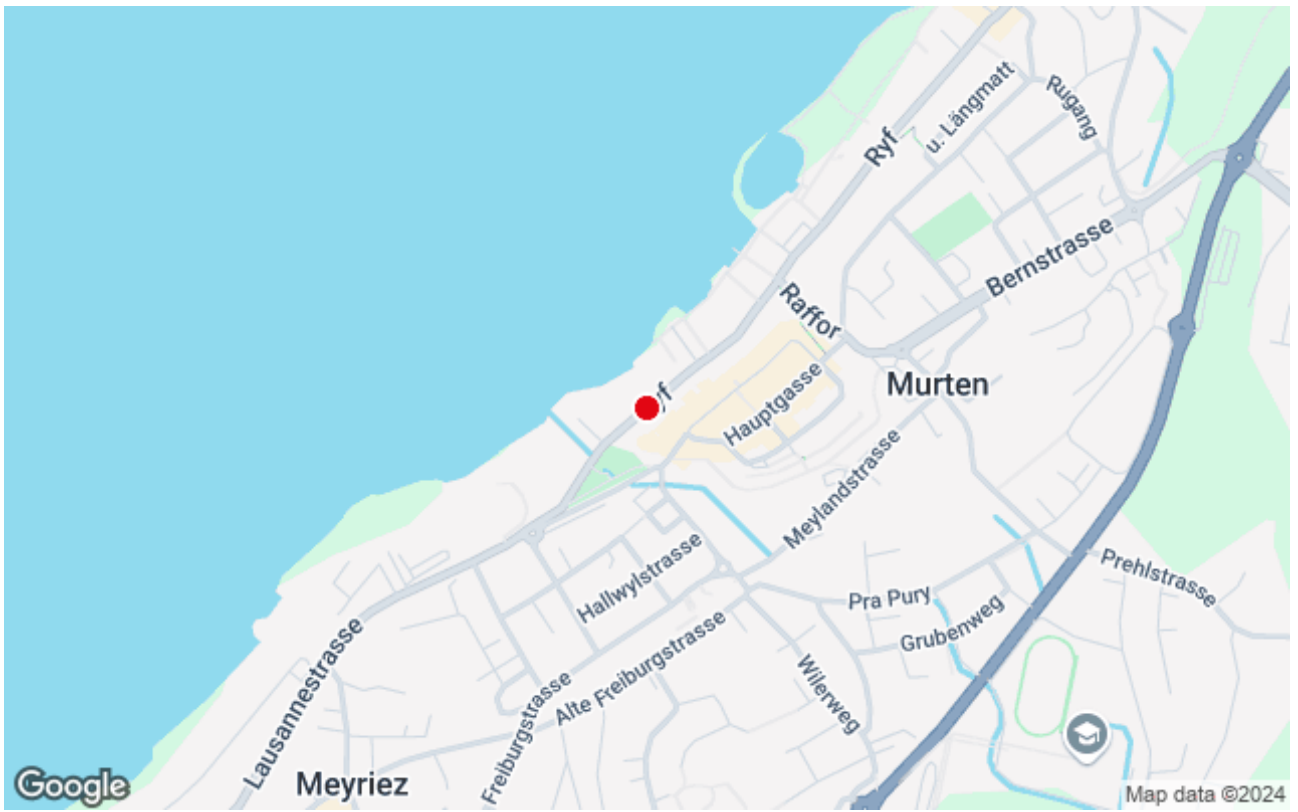 Ryf
u. Längmatt
Rugang
Bernstrasse
Raffor
Murten
Hauptgasse
Meylandstrasse
Prehlstrasse
Hallwylstrasse
Pra Pury
Grubenweg
Lausannestrasse
Alte Freiburgstrasse
Wilerweg
Freiburgstrasse
Meyriez
Google
Map data ©2024